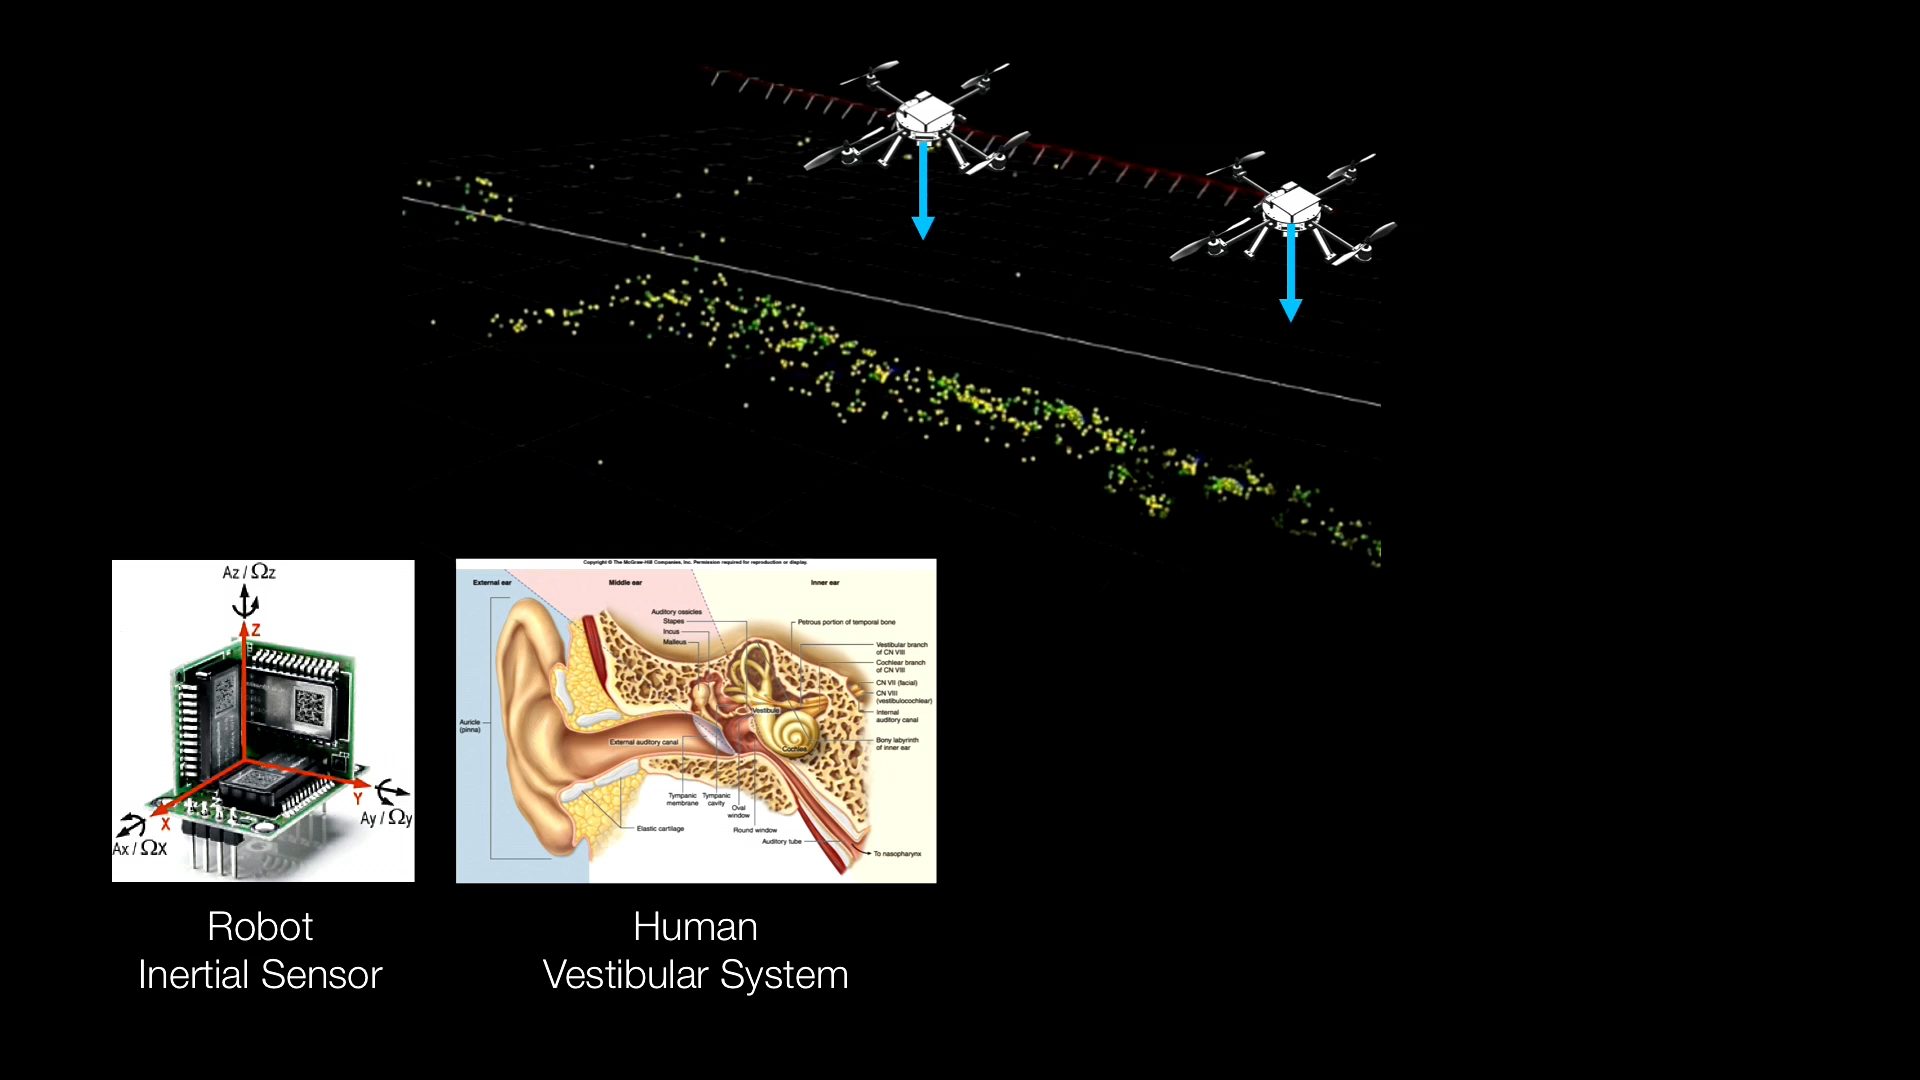 Az / Ωz
Z
Y
Ay / Ωy
X
Ax / Ωx
Copyright © The McGraw-Hill Companies, Inc. Permission required for reproduction or display.
External ear
Middle ear
Inner ear
Auditory ossicles
Stapes
Incus
Malleus
Petrous portion of temporal bone
Vestibular branch
of CN VIII
Cochlear branch
of CN VIII
CN VII (facial)
CN VIII
(vestibulocochlear)
Internal
auditory canal
Bony labyrinth
of inner ear
Vestibule
Cochlea
Auricle
(pinna)
External auditory canal
Tympanic
membrane
Tympanic
cavity
Oval
window
Round window
Elastic cartilage
Auditory tube
To nasopharynx
Robot
Inertial Sensor
Human
Vestibular System